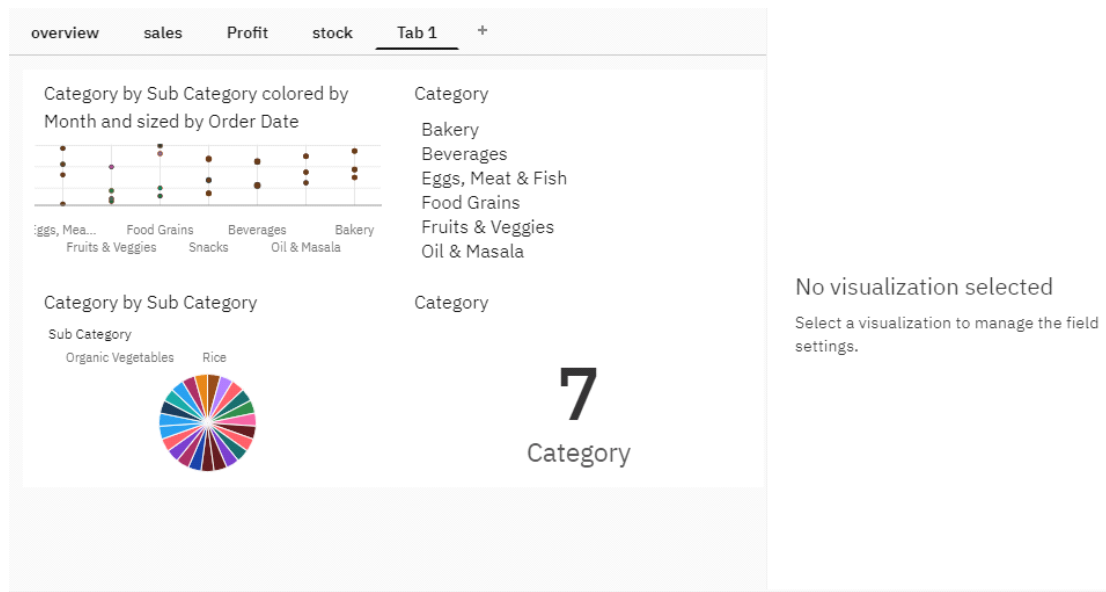 overview sales Profit stock Tab 1 +
Category by Sub Category colored by
Month and sized by Order Date
Eggs, Mea... Food Grains Beverages Bakery
Fruits & Veggies Snacks Oil & Masala
Category
Bakery
Beverages
Eggs, Meat & Fish
Food Grains
Fruits & Veggies
Oil & Masala
Category by Sub Category
Sub Category
Organic Vegetables Rice
Category
7
Category
No visualization selected
Select a visualization to manage the field
settings.